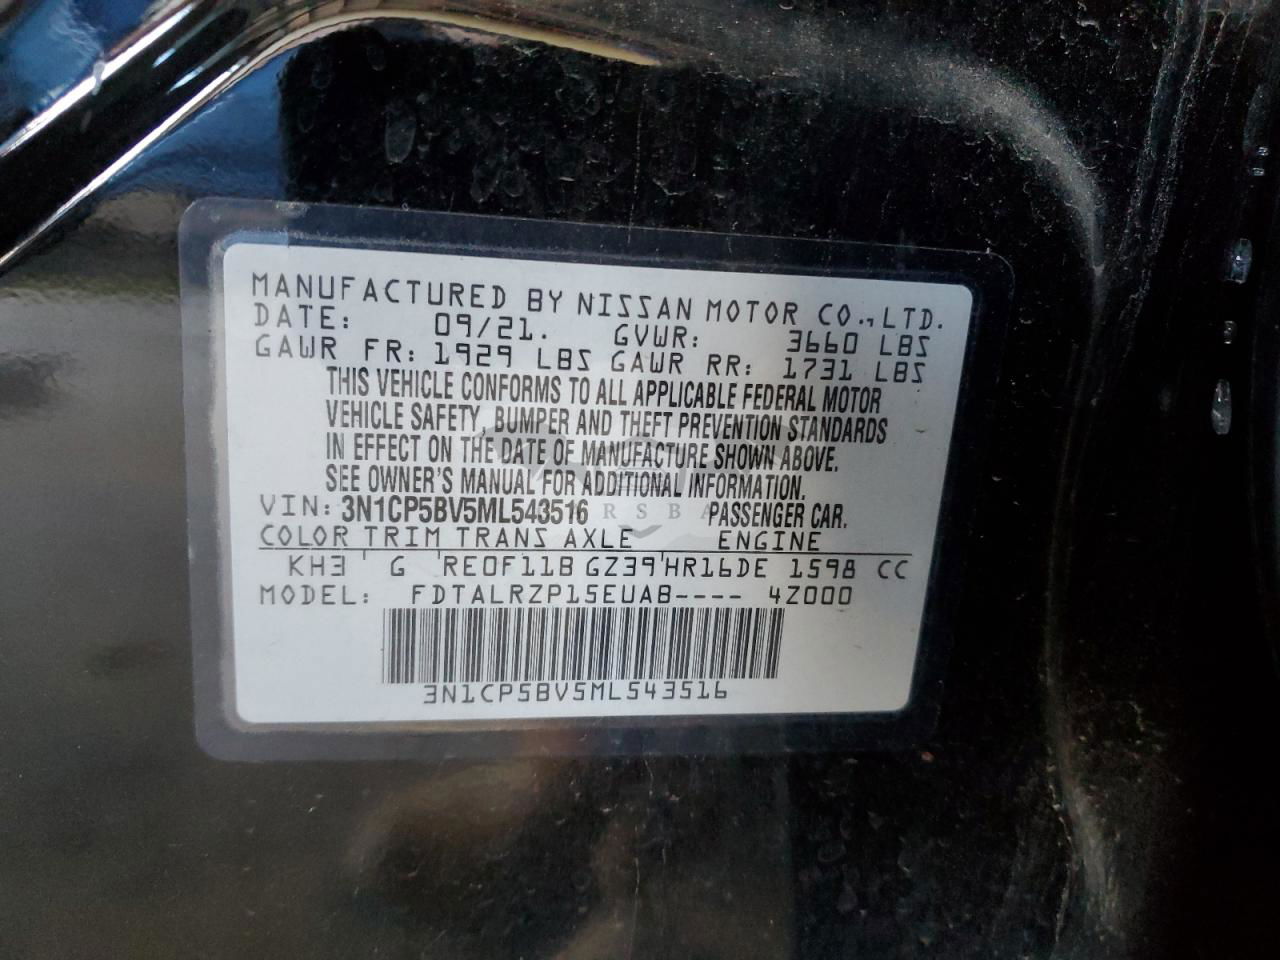 MANUFACTURED BY NISSAN MOTOR CO.,LTD.
DATE: 09/21. GVWR: 3660 LBS
GAWR FR: 1929 LBS GAWR RR: 1731 LBS
THIS VEHICLE CONFORMS TO ALL APPLICABLE FEDERAL MOTOR
VEHICLE SAFETY, BUMPER AND THEFT PREVENTION STANDARDS
IN EFFECT ON THE DATE OF MANUFACTURE SHOWN ABOVE.
SEE OWNER'S MANUAL FOR ADDITIONAL INFORMATION.
VIN: 3N1CP5BV5ML543516 PASSENGER CAR.
COLOR TRIM TRANS AXLE ENGINE
KH3 G RE0F11B GZ39 HR16DE 1598 CC
MODEL: FDTALRZP15EUAB---- 4Z000
3N1CP5BV5ML543516